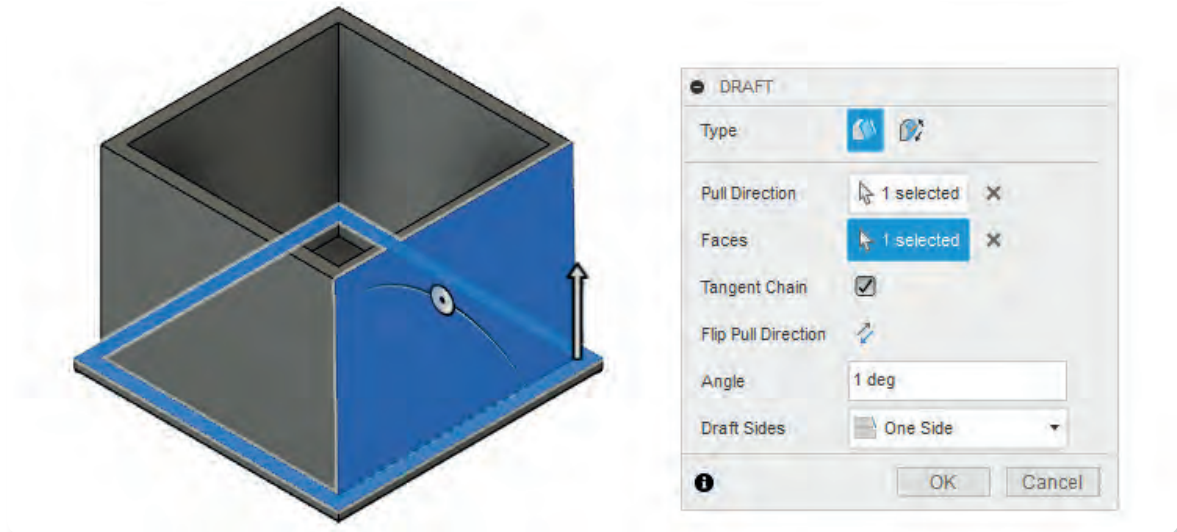 DRAFT
Type
Pull Direction 1 selected
Faces 1 selected
Tangent Chain
Flip Pull Direction
Angle 1 deg
Draft Sides One Side
OK Cancel